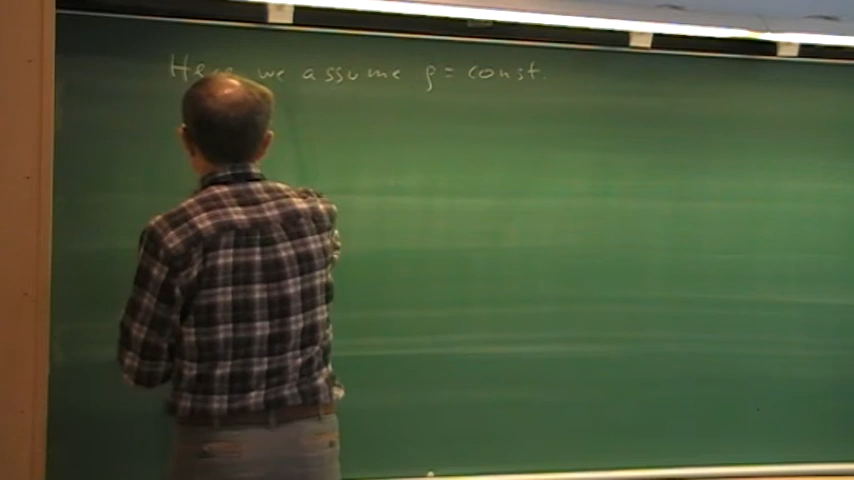 Here we assume ρ = const.